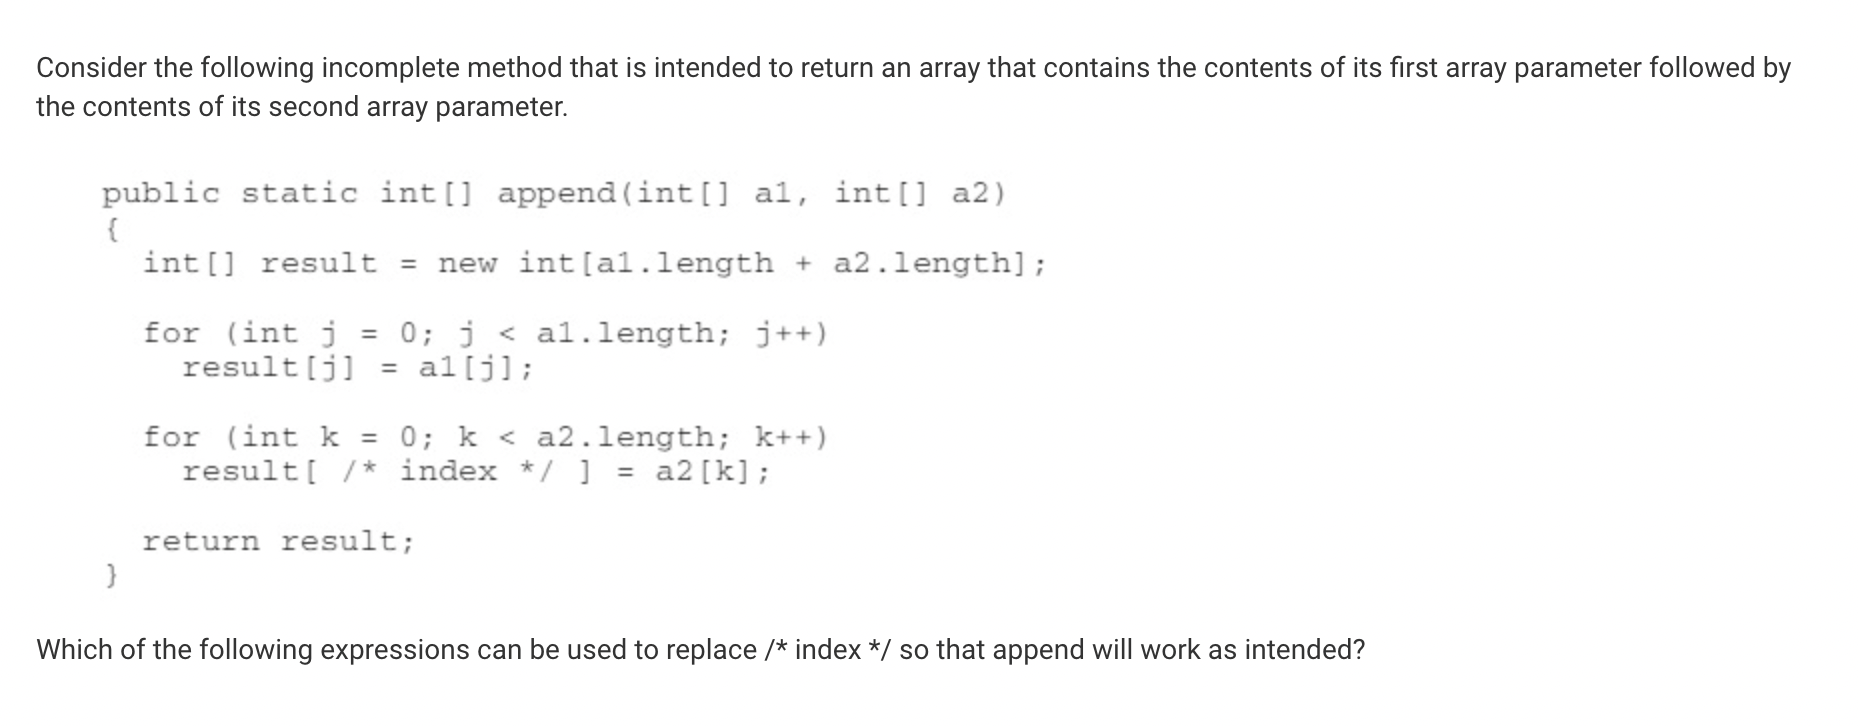 Consider the following incomplete method that is intended to return an array that contains the contents of its first array parameter followed by
the contents of its second array parameter.
public static int[] append(int[] a1, int[] a2)
{
int[] result = new int[a1.length + a2.length];
for (int j = 0; j < a1.length; j++)
result[j] = a1[j];
for (int k = 0; k < a2.length; k++)
result[ /* index */ ] = a2[k];
return result;
}
Which of the following expressions can be used to replace /* index */ so that append will work as intended?